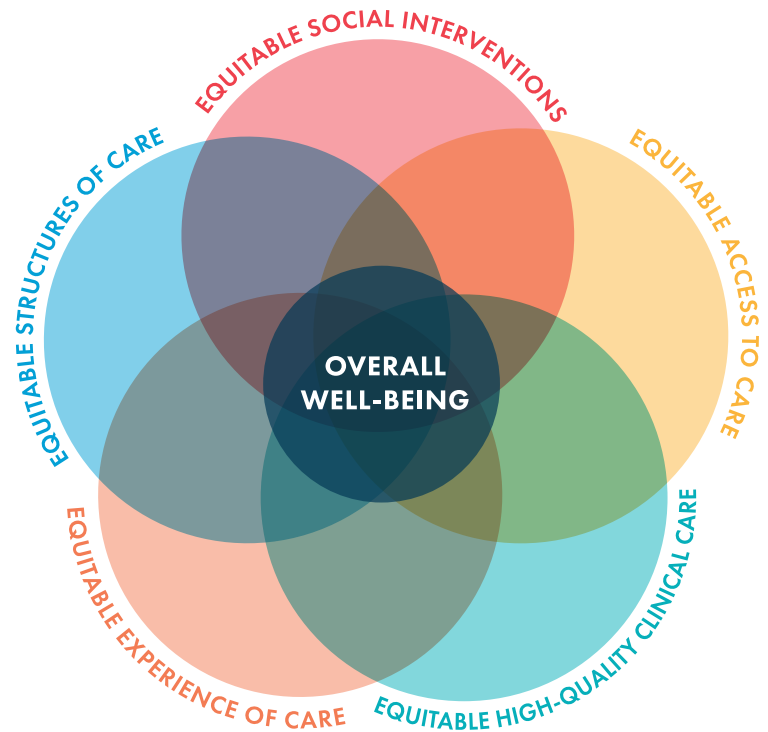 EQUITABLE SOCIAL INTERVENTIONS
EQUITABLE ACCESS TO CARE
EQUITABLE HIGH-QUALITY CLINICAL CARE
EQUITABLE EXPERIENCE OF CARE
EQUITABLE STRUCTURES OF CARE
OVERALL
WELL-BEING